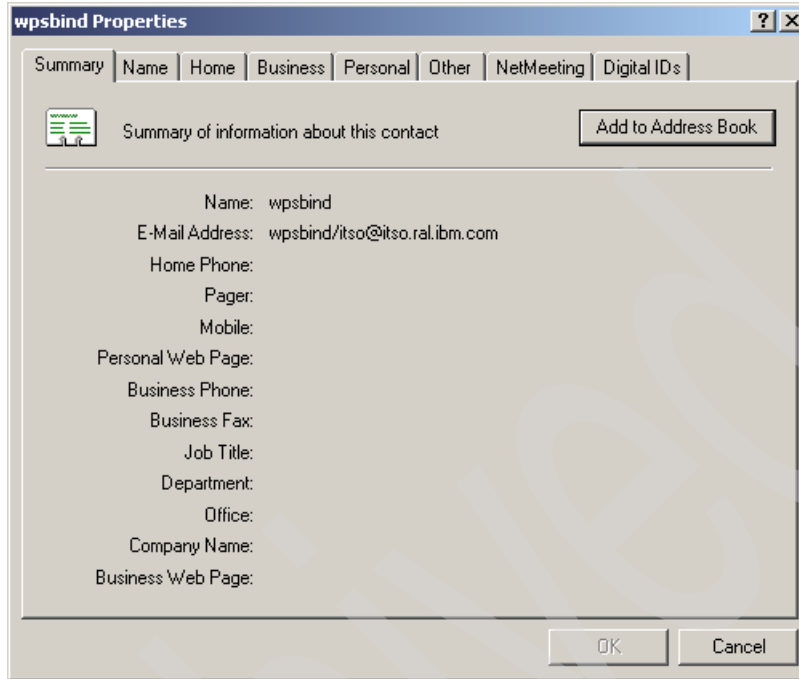 wpsbind Properties
Summary Name Home Business Personal Other NetMeeting Digital IDs
Summary of information about this contact Add to Address Book
Name: wpsbind
E-Mail Address: wpsbind/itso@itso.ral.ibm.com
Home Phone:
Pager:
Mobile:
Personal Web Page:
Business Phone:
Business Fax:
Job Title:
Department:
Office:
Company Name:
Business Web Page:
OK Cancel